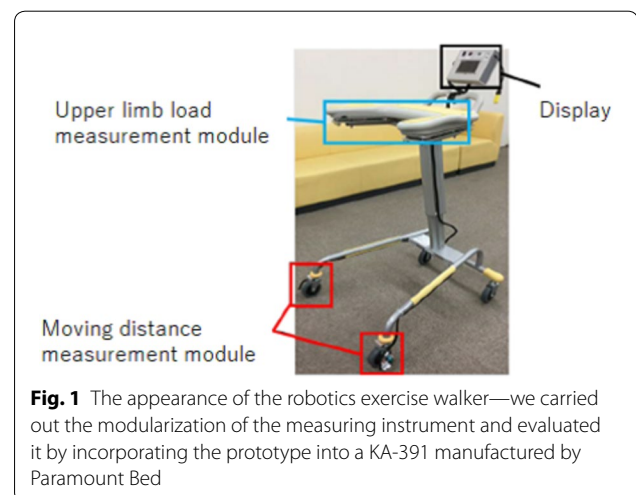 Upper limb load
measurement module
Display
Moving distance
measurement module
Fig. 1 The appearance of the robotics exercise walker—we carried
out the modularization of the measuring instrument and evaluated
it by incorporating the prototype into a KA-391 manufactured by
Paramount Bed